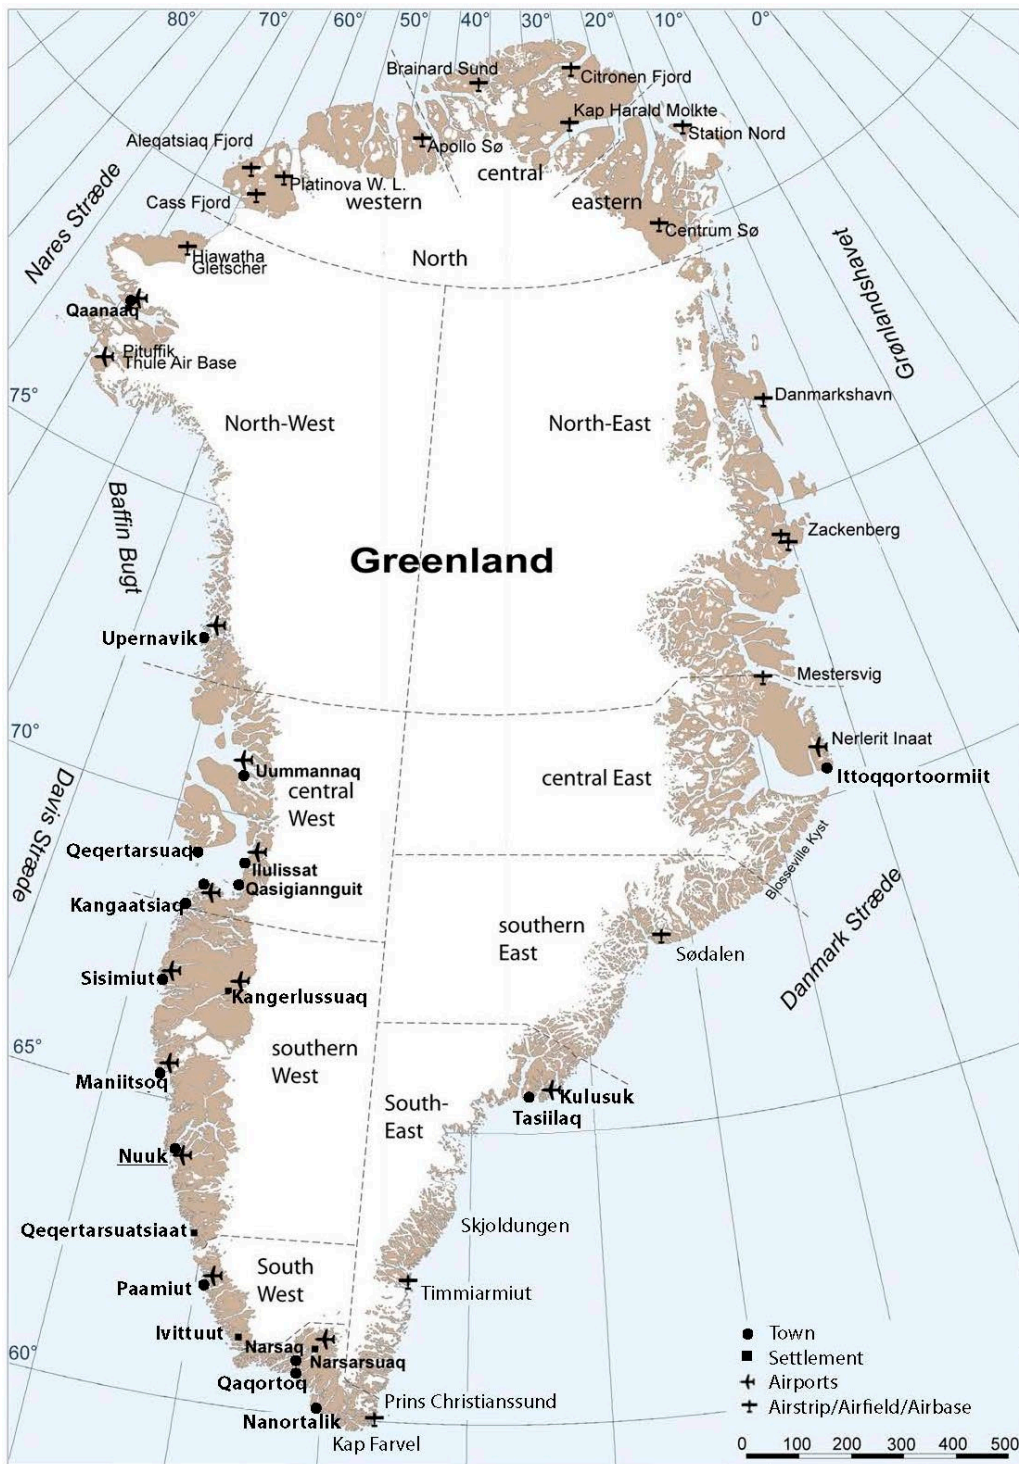 80°
70°
60°
50°
40°
30°
20°
10°
0°
Brainard Sund
Citronen Fjord
Kap Harald Molkte
Station Nord
Aleqatsiaq Fjord
Apollo Sø
central
Platinova W. L.
Cass Fjord
western
eastern
Nares Stræde
Centrum Sø
Hiawatha
Gletscher
North
Grønlandshavet
Qaanaaq
Pituffik
Thule Air Base
75°
Danmarkshavn
North-West
North-East
Baffin Bugt
Zackenberg
Greenland
Upernavik
Mestersvig
70°
Nerlerit Inaat
Uummannaq
central
West
central East
Ittoqqortoormiit
Davis Stræde
Qeqertarsuaq
Ilulissat
Qasigiannguit
Blosseville Kyst
Kangaatsiaq
southern
East
Danmark Stræde
Sødalen
Sisimiut
Kangerlussuaq
65°
southern
West
Maniitsoq
Kulusuk
Tasiilaq
South-
East
Nuuk
Qeqertarsuatsiaat
Skjoldungen
South
West
Paamiut
Timmiarmiut
Ivittuut
Narsaq
Narsarsuaq
60°
Qaqortoq
Prins Christianssund
Nanortalik
Kap Farvel
Town
Settlement
Airports
Airstrip/Airfield/Airbase
0 100 200 300 400 500